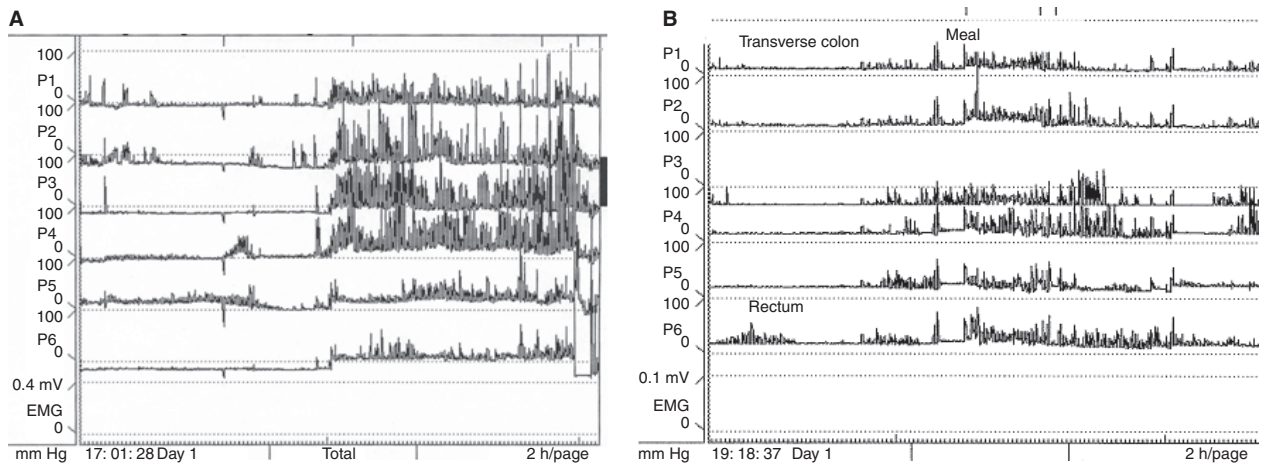 A
100
P1
0
100
P2
0
100
P3
0
100
P4
0
100
P5
0
100
P6
0
0.4 mV
EMG
0
mm Hg 17: 01: 28 Day 1 Total 2 h/page
B
Transverse colon
Meal
P1
0
100
P2
0
100
P3
0
100
P4
0
100
P5
0
100
Rectum
P6
0
0.1 mV
EMG
0
mm Hg 19: 18: 37 Day 1 2 h/page